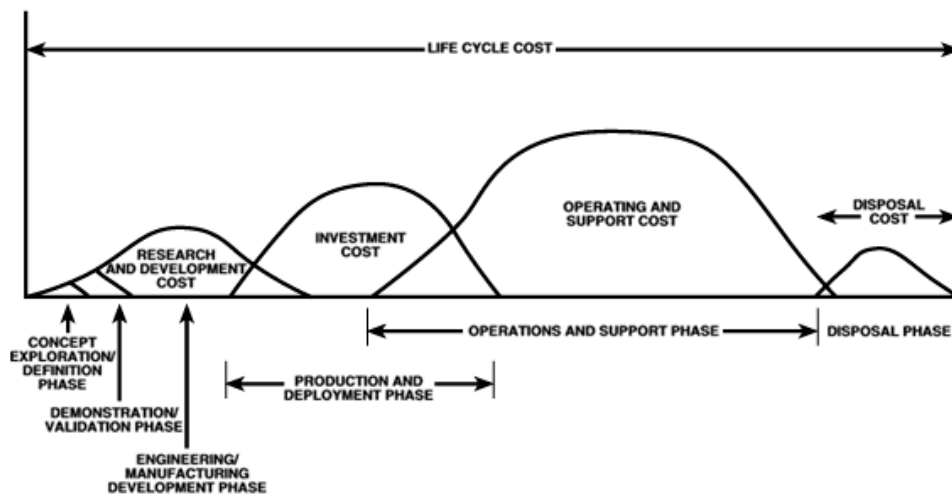 LIFE CYCLE COST
OPERATING AND
SUPPORT COST
DISPOSAL
COST
INVESTMENT
COST
RESEARCH
AND DEVELOPMENT
COST
CONCEPT
EXPLORATION/
DEFINITION
PHASE
OPERATIONS AND SUPPORT PHASE
DISPOSAL PHASE
PRODUCTION AND
DEPLOYMENT PHASE
DEMONSTRATION/
VALIDATION PHASE
ENGINEERING/
MANUFACTURING
DEVELOPMENT PHASE